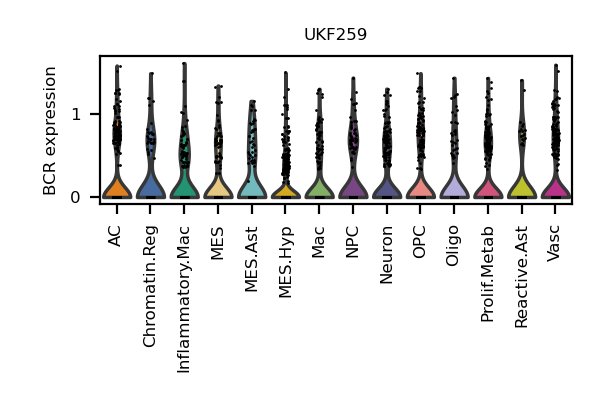 UKF259
BCR expression
1
0
AC
Chromatin.Reg
Inflammatory.Mac
MES
MES.Ast
MES.Hyp
Mac
NPC
Neuron
OPC
Oligo
Prolif.Metab
Reactive.Ast
Vasc